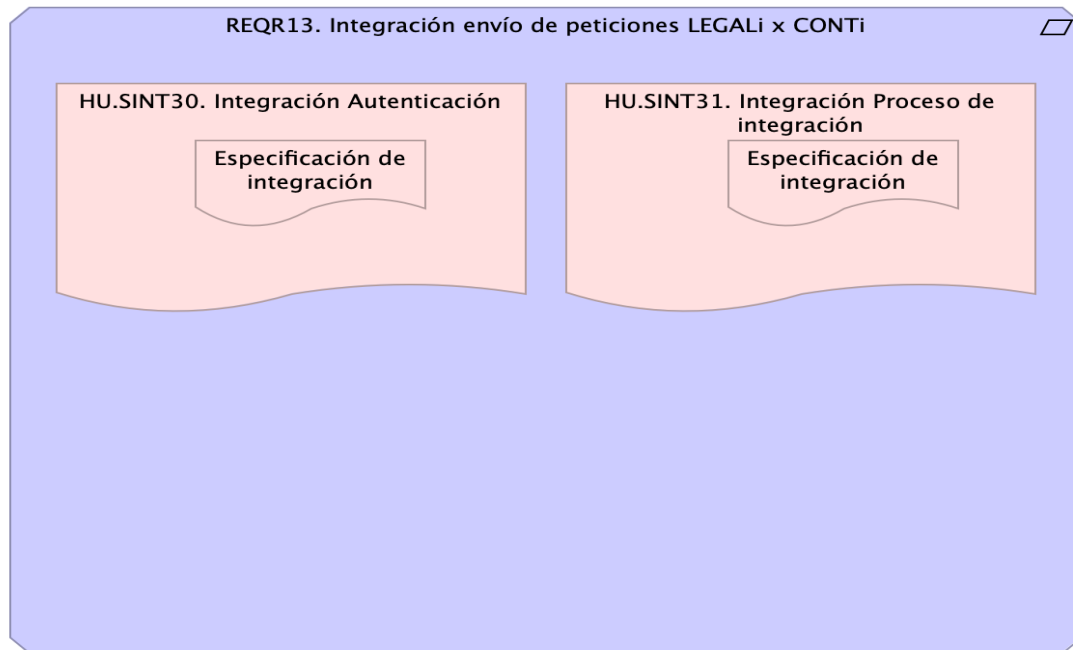 REQR13. Integración envío de peticiones LEGALi x CONTi
HU.SINT30. Integración Autenticación
Especificación de
integración
HU.SINT31. Integración Proceso de
integración
Especificación de
integración